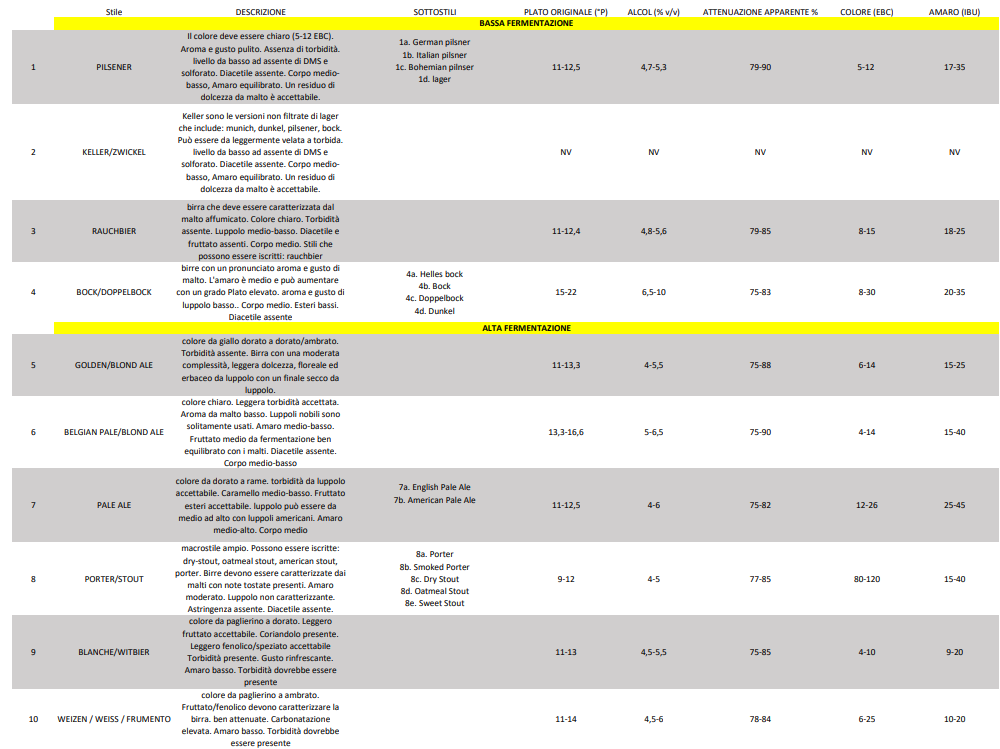 Stile DESCRIZIONE SOTTOSTILI PLATO ORIGINALE (°P) ALCOL (% v/v) ATTENUAZIONE APPARENTE % COLORE (EBC) AMARO (IBU)
BASSA FERMENTAZIONE
1 PILSENER
Il colore deve essere chiaro (5-12 EBC).
Aroma e gusto pulito. Assenza di torbidità.
livello da basso ad assente di DMS e
solforato. Diacetile assente. Corpo medio-
basso, Amaro equilibrato. Un residuo di
dolcezza da malto è accettabile.
1a. German pilsner
1b. Italian pilsner
1c. Bohemian pilnser
1d. lager
11-12,5 4,7-5,3 79-90 5-12 17-35
2 KELLER/ZWICKEL
Keller sono le versioni non filtrate di lager
che include: munich, dunkel, pilsener, bock.
Può essere da leggermente velata a torbida.
livello da basso ad assente di DMS e
solforato. Diacetile assente. Corpo medio-
basso, Amaro equilibrato. Un residuo di
dolcezza da malto è accettabile.
NV NV NV NV NV
3 RAUCHBIER
birra che deve essere caratterizzata dal
malto affumicato. Colore chiaro. Torbidità
assente. Luppolo medio-basso. Diacetile e
fruttato assenti. Corpo medio. Stili che
possono essere iscritti: rauchbier
11-12,4 4,8-5,6 79-85 8-15 18-25
4 BOCK/DOPPELBOCK
birre con un pronunciato aroma e gusto di
malto. L'amaro è medio e può aumentare
con un grado Plato elevato. aroma e gusto di
luppolo basso.. Corpo medio. Esteri bassi.
Diacetile assente
4a. Helles bock
4b. Bock
4c. Doppelbock
4d. Dunkel
15-22 6,5-10 75-83 8-30 20-35
ALTA FERMENTAZIONE
5 GOLDEN/BLOND ALE
colore da giallo dorato a dorato/ambrato.
Torbidità assente. Birra con una moderata
complessità, leggera dolcezza, floreale ed
erbaceo da luppolo con un finale secco da
luppolo.
11-13,3 4-5,5 75-88 6-14 15-25
6 BELGIAN PALE/BLOND ALE
colore chiaro. Leggera torbidità accettata.
Aroma da malto basso. Luppoli nobili sono
solitamente usati. Amaro medio-basso.
Fruttato medio da fermentazione ben
equilibrato con i malti. Diacetile assente.
Corpo medio-basso
13,3-16,6 5-6,5 75-90 4-14 15-40
7 PALE ALE
colore da dorato a rame. torbidità da luppolo
accettabile. Caramello medio-basso. Fruttato
esteri accettabile. luppolo può essere da
medio ad alto con luppoli americani. Amaro
medio-alto. Corpo medio
7a. English Pale Ale
7b. American Pale Ale
11-12,5 4-6 75-82 12-26 25-45
8 PORTER/STOUT
macrostile ampio. Possono essere iscritte:
dry-stout, oatmeal stout, american stout,
porter. Birre devono essere caratterizzate dai
malti con note tostate presenti. Amaro
moderato. Luppolo non caratterizzante.
Astringenza assente. Diacetile assente.
8a. Porter
8b. Smoked Porter
8c. Dry Stout
8d. Oatmeal Stout
8e. Sweet Stout
9-12 4-5 77-85 80-120 15-40
9 BLANCHE/WITBIER
colore da paglierino a dorato. Leggero
fruttato accettabile. Coriandolo presente.
Leggero fenolico/speziato accettabile
Torbidità presente. Gusto rinfrescante.
Amaro basso. Torbidità dovrebbe essere
presente
11-13 4,5-5,5 75-85 4-10 9-20
10 WEIZEN / WEISS / FRUMENTO
colore da paglierino a ambrato.
Fruttato/fenolico devono caratterizzare la
birra. ben attenuate. Carbonatazione
elevata. Amaro basso. Torbidità dovrebbe
essere presente
11-14 4,5-6 78-84 6-25 10-20